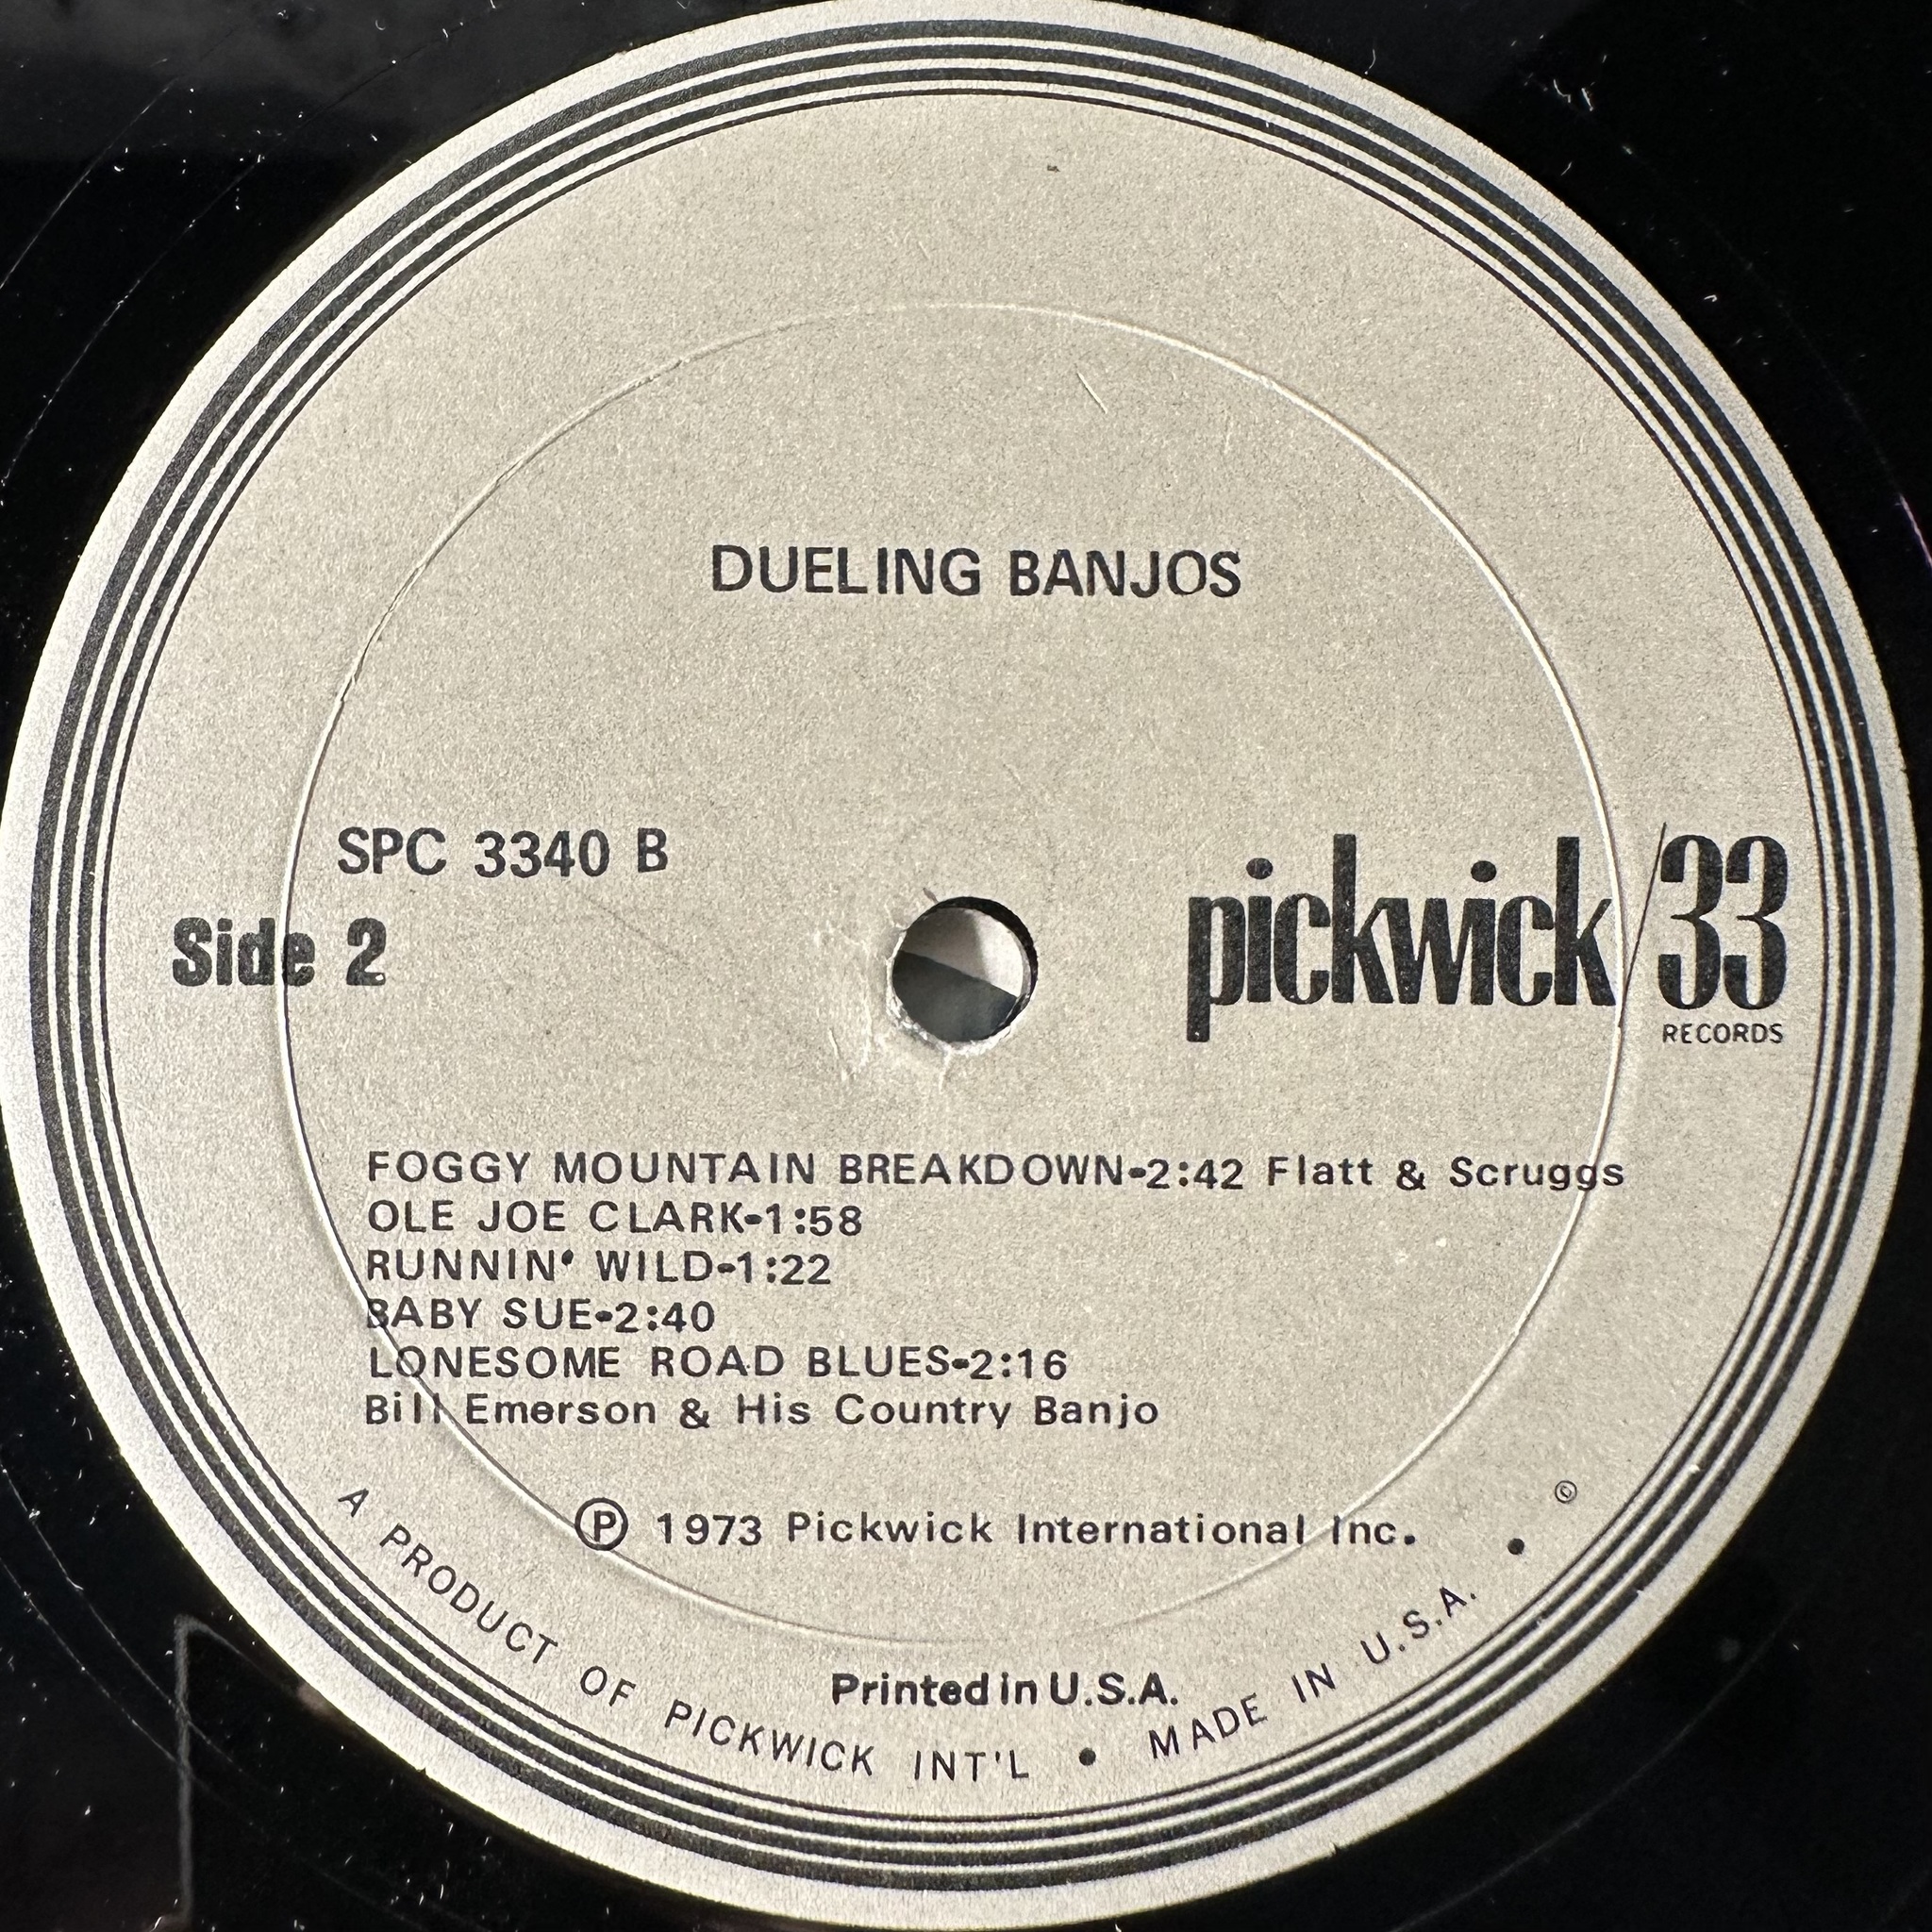 DUELING BANJOS
SPC 3340 B
Side 2
pickwick/33
RECORDS
FOGGY MOUNTAIN BREAKDOWN-2:42 Flatt & Scruggs
OLE JOE CLARK-1:58
RUNNIN' WILD-1:22
BABY SUE-2:40
LONESOME ROAD BLUES-2:16
Bill Emerson & His Country Banjo
℗ 1973 Pickwick International Inc.
Printed in U.S.A.
A PRODUCT OF PICKWICK INT'L • MADE IN U.S.A. • ©